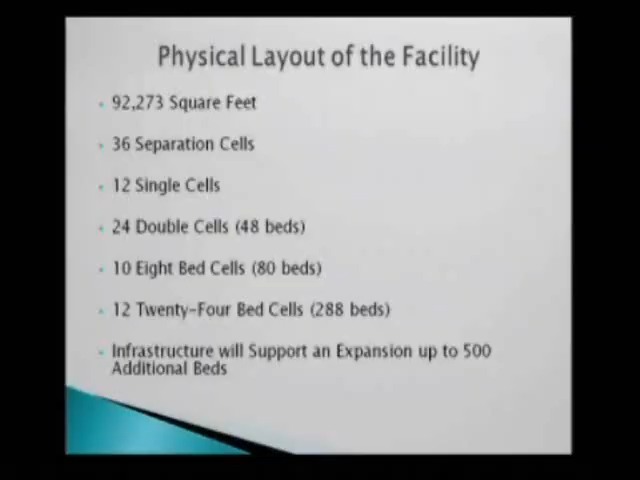 Physical Layout of the Facility
92,273 Square Feet
36 Separation Cells
12 Single Cells
24 Double Cells (48 beds)
10 Eight Bed Cells (80 beds)
12 Twenty-Four Bed Cells (288 beds)
Infrastructure will Support an Expansion up to 500
Additional Beds